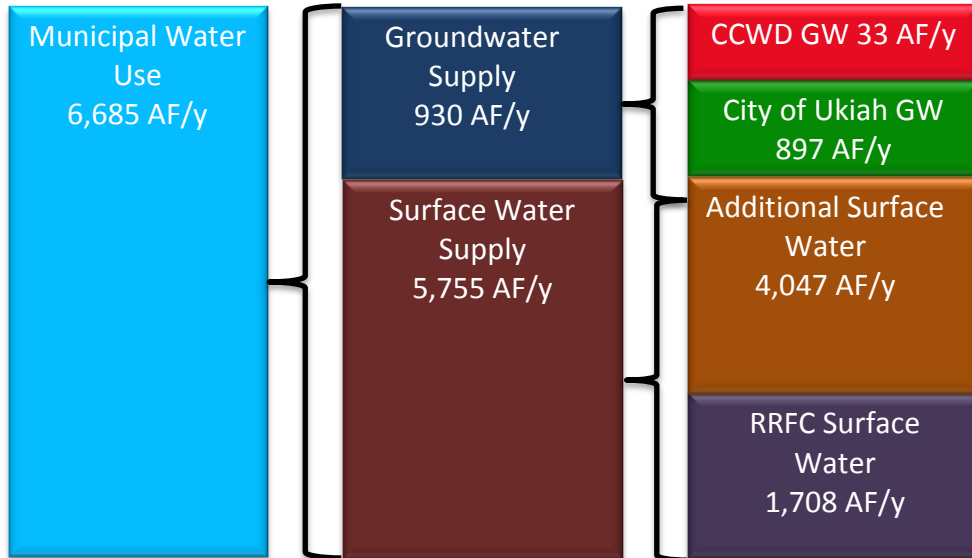 Municipal Water
Use
6,685 AF/y
Groundwater
Supply
930 AF/y
Surface Water
Supply
5,755 AF/y
CCWD GW 33 AF/y
City of Ukiah GW
897 AF/y
Additional Surface
Water
4,047 AF/y
RRFC Surface
Water
1,708 AF/y